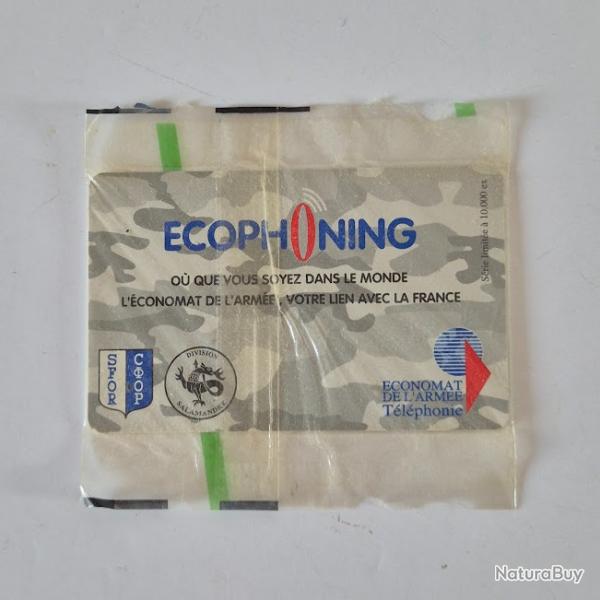 ECOPHONING
OÙ QUE VOUS SOYEZ DANS LE MONDE
L'ÉCONOMAT DE L'ARMÉE, VOTRE LIEN AVEC LA FRANCE
Série limitée à 10.000 ex
SFOR
COOP
DIVISION
SALAMANDRE
ECONOMAT
DE L'ARMEE
Téléphonie
NaturaBuy